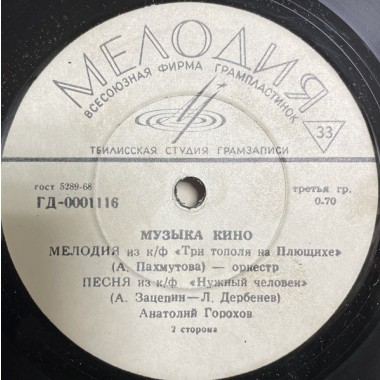 МЕЛОДИЯ
ВСЕСОЮЗНАЯ ФИРМА ГРАМПЛАСТИНОК
33
ТБИЛИССКАЯ СТУДИЯ ГРАМЗАПИСИ
гост 5289-68
третья гр.
ГД-0001116
0.70
МУЗЫКА КИНО
МЕЛОДИЯ из к/ф «Три тополя на Плющихе»
(А. Пахмутова) — оркестр
ПЕСНЯ из к/ф «Нужный человек»
(А. Зацепин—Л. Дербенев)
Анатолий Горохов
2 сторона